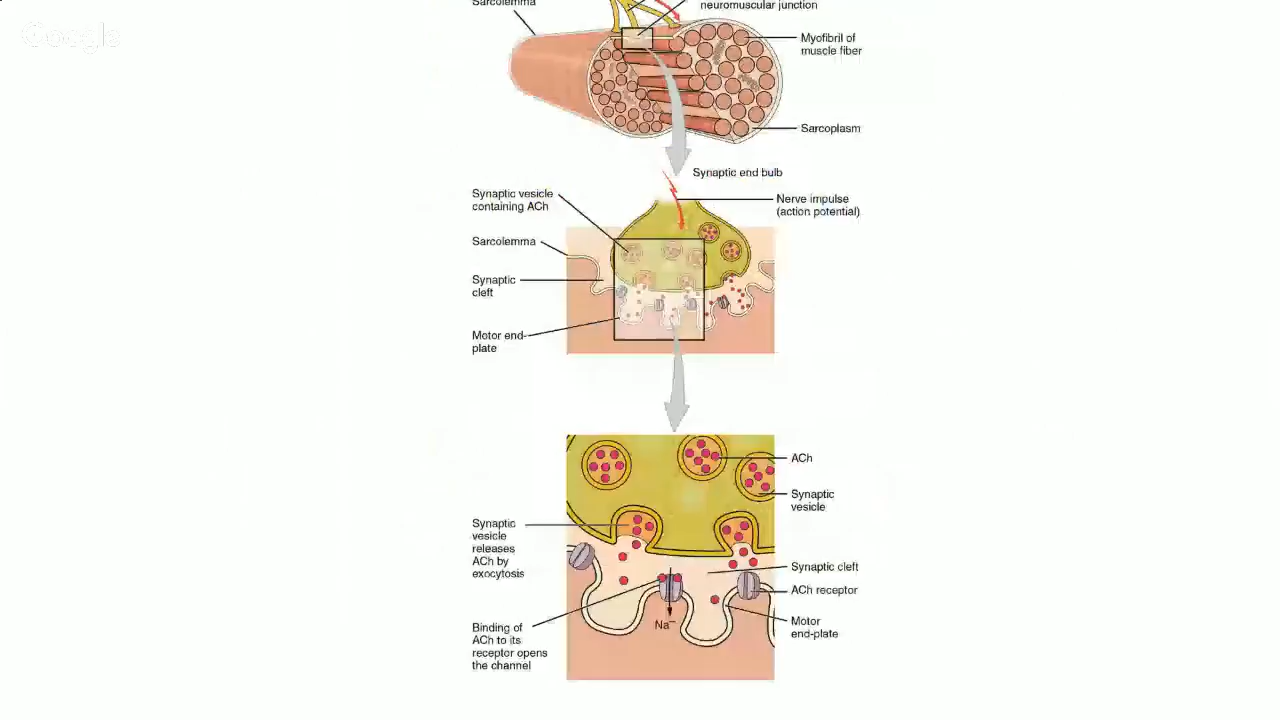 Google
Sarcolemma
neuromuscular junction
Myofibril of
muscle fiber
Sarcoplasm
Synaptic end bulb
Synaptic vesicle
containing ACh
Nerve impulse
(action potential)
Sarcolemma
Synaptic
cleft
Motor end-
plate
ACh
Synaptic
vesicle
Synaptic
vesicle
releases
ACh by
exocytosis
Synaptic cleft
ACh receptor
Na
Motor
end-plate
Binding of
ACh to its
receptor opens
the channel